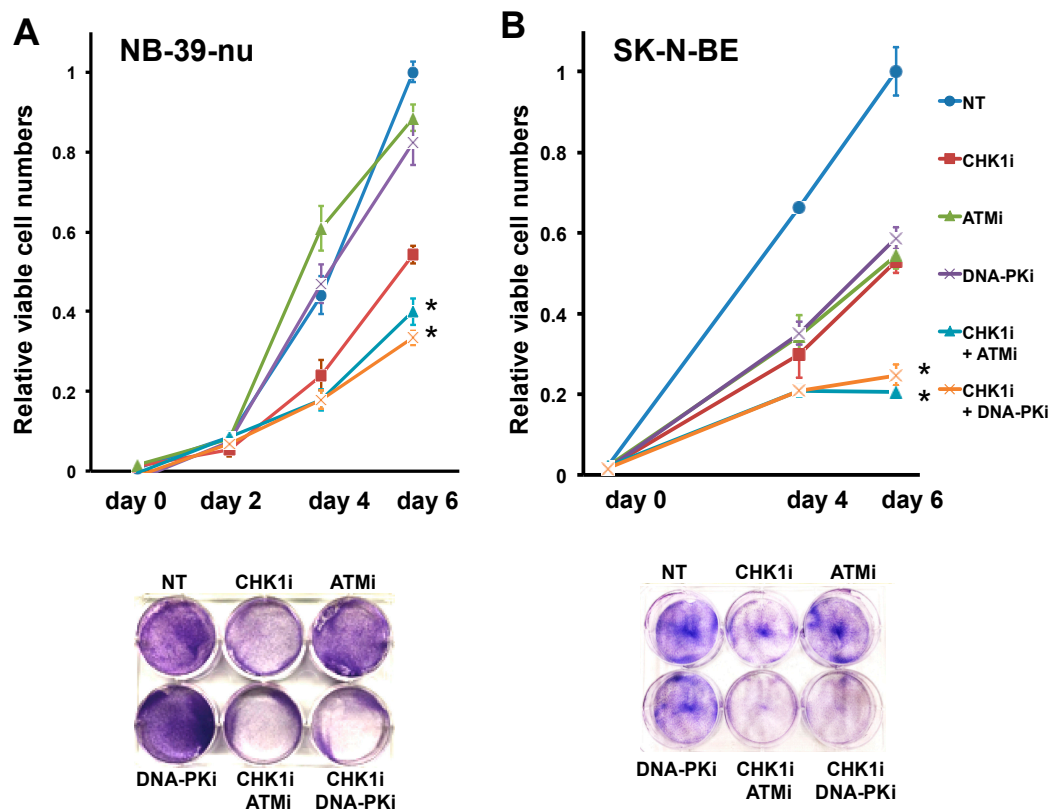 A
NB-39-nu
Relative viable cell numbers
1
0.8
0.6
0.4
0.2
0
day 0
day 2
day 4
day 6
*
*
NT
CHK1i
ATMi
DNA-PKi
CHK1i
ATMi
CHK1i
DNA-PKi
B
SK-N-BE
Relative viable cell numbers
1
0.8
0.6
0.4
0.2
0
day 0
day 4
day 6
*
*
NT
CHK1i
ATMi
DNA-PKi
CHK1i
+ ATMi
CHK1i
+ DNA-PKi
NT
CHK1i
ATMi
DNA-PKi
CHK1i
ATMi
CHK1i
DNA-PKi